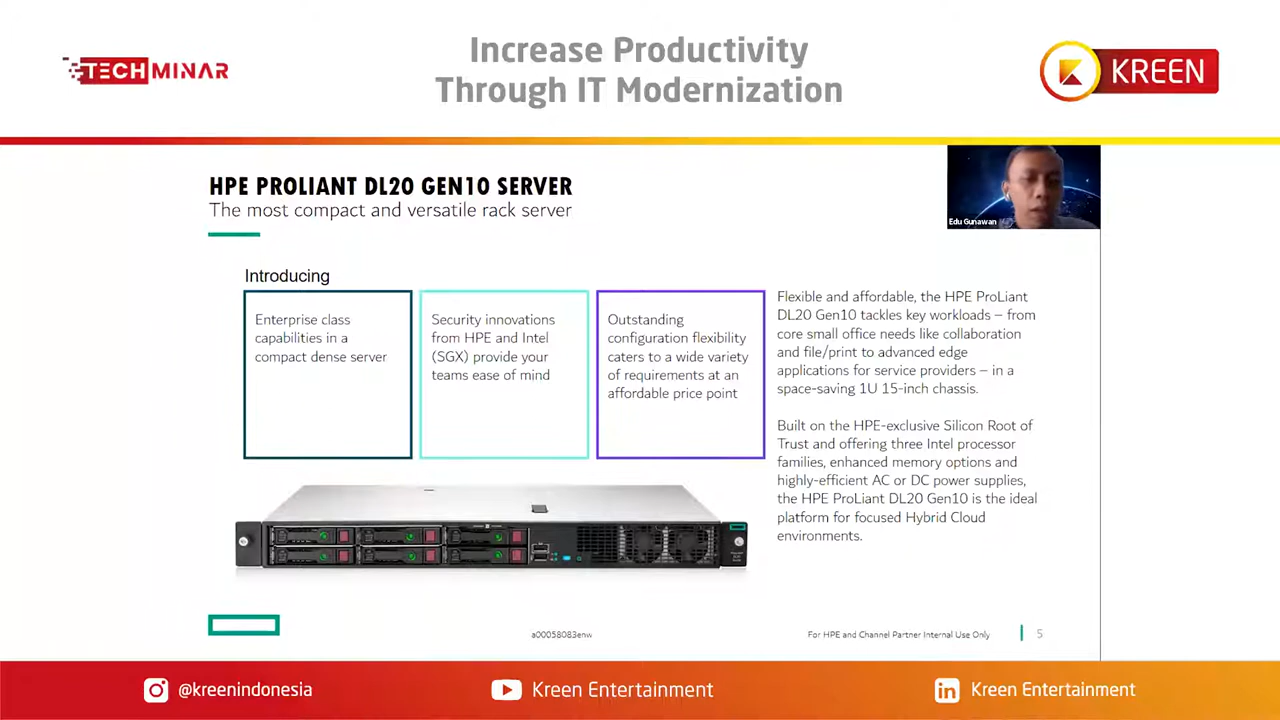 TECHMINAR
Increase Productivity
Through IT Modernization
KREEN
HPE PROLIANT DL20 GEN10 SERVER
The most compact and versatile rack server
Edu Gunawan
Introducing
Enterprise class
capabilities in a
compact dense server
Security innovations
from HPE and Intel
(SGX) provide your
teams ease of mind
Outstanding
configuration flexibility
caters to a wide variety
of requirements at an
affordable price point
Flexible and affordable, the HPE ProLiant
DL20 Gen10 tackles key workloads – from
core small office needs like collaboration
and file/print to advanced edge
applications for service providers – in a
space-saving 1U 15-inch chassis.
Built on the HPE-exclusive Silicon Root of
Trust and offering three Intel processor
families, enhanced memory options and
highly-efficient AC or DC power supplies,
the HPE ProLiant DL20 Gen10 is the ideal
platform for focused Hybrid Cloud
environments.
a00058083enw
For HPE and Channel Partner Internal Use Only
5
@kreenindonesia
Kreen Entertainment
Kreen Entertainment